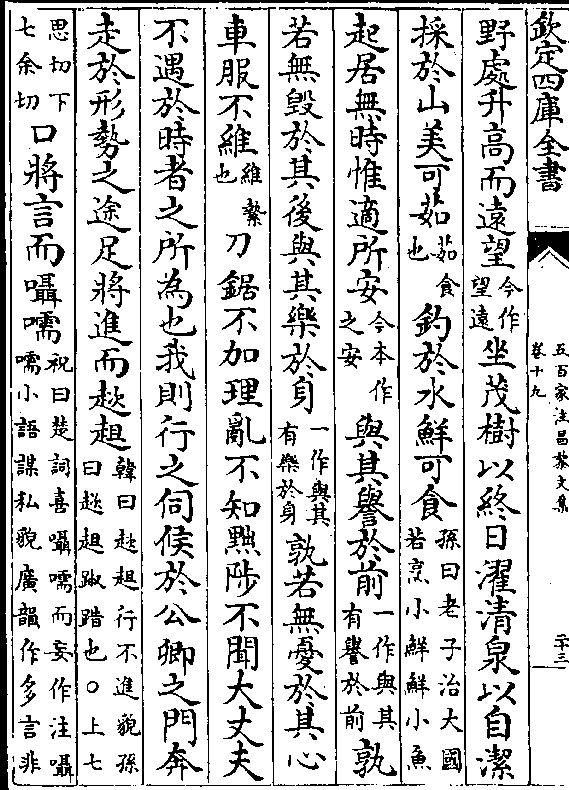 欽定四庫全書
五百家注昌黎文集
卷十九
二十三
野處升高而遠望今作望遠坐茂樹以終日濯清泉以自潔
採於山美可茹茹食也釣於水鮮可食孫曰老子治大國若烹小鮮鮮小魚
起居無時惟適所安今本作之安與其譽於前一作與其有譽於前孰
若無毀於其後與其樂於身一作與其有樂於身孰若無憂於其心
車服不維維縶也刀鋸不加理亂不知黜陟不聞大丈夫
不遇於時者之所為也我則行之伺候於公卿之門奔
走於形勢之途足將進而趑趄韓曰趑趄行不進貌孫曰趑趄踧踖也○上七
思切下七余切口將言而囁嚅祝曰楚詞喜囁嚅而妄作注囁嚅小語謀私貌廣韻作多言非